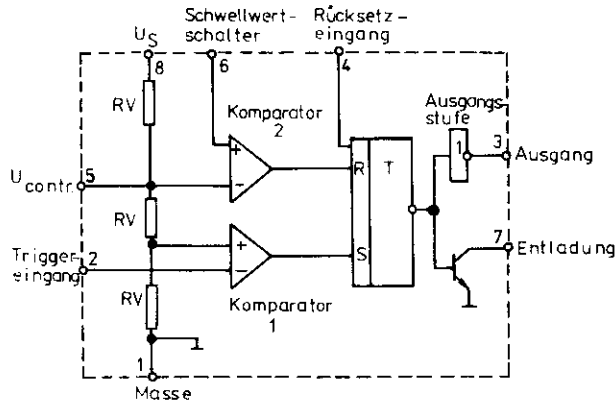 Schwellwert-
schalter
Rücksetz-
eingang
U_S
8
6
4
RV
Komparator
2
Ausgangs-
stufe
+
−
R
T
1
3
Ausgang
U_contr.
5
RV
+
−
S
7
Entladung
Trigger-
eingang
2
RV
Komparator
1
1
Masse